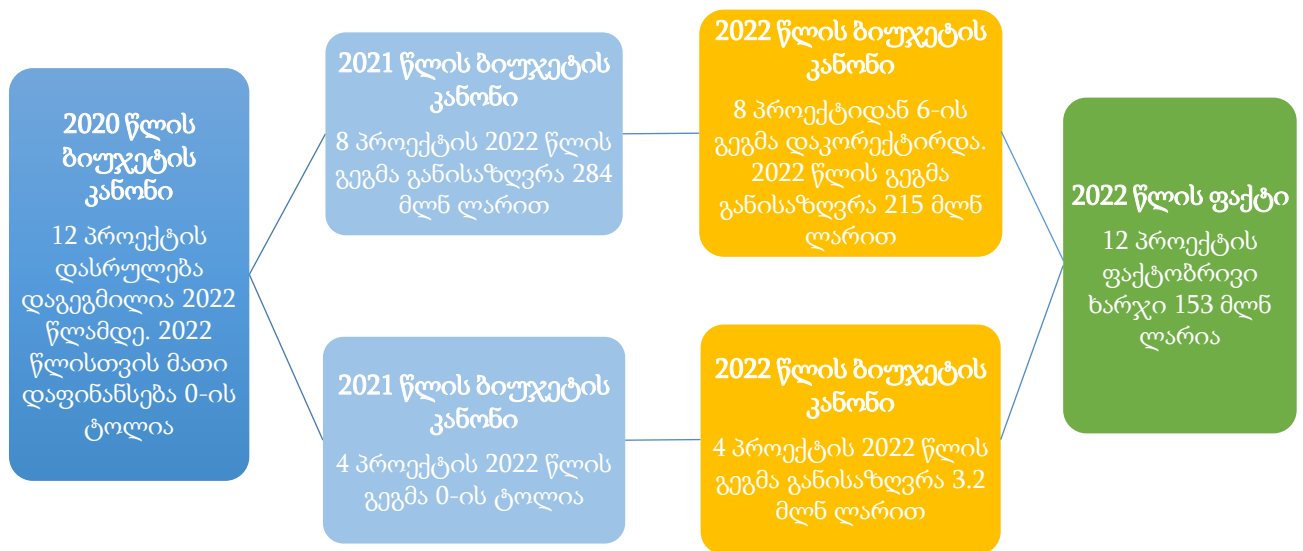 2020 წლის
ბიუჯეტის
კანონი
12 პროექტის
დასრულება
დაგეგმილია 2022
წლამდე. 2022
წლისთვის მათი
დაფინანსება 0-ის
ტოლია
2021 წლის ბიუჯეტის
კანონი
8 პროექტის 2022 წლის
გეგმა განისაზღვრა 284
მლნ ლარით
2022 წლის ბიუჯეტის
კანონი
8 პროექტიდან 6-ის
გეგმა დაკორექტირდა.
2022 წლის გეგმა
განისაზღვრა 215 მლნ
ლარით
2021 წლის ბიუჯეტის
კანონი
4 პროექტის 2022 წლის
გეგმა 0-ის ტოლია
2022 წლის ბიუჯეტის
კანონი
4 პროექტის 2022 წლის
გეგმა განისაზღვრა 3.2
მლნ ლარით
2022 წლის ფაქტი
12 პროექტის
ფაქტობრივი
ხარჯი 153 მლნ
ლარია